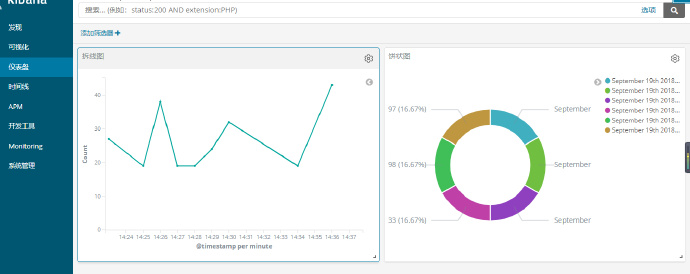 kibana
搜索... (例如: status:200 AND extension:PHP)
选项
添加筛选器 +
发现
可视化
仪表盘
时间线
APM
开发工具
Monitoring
系统管理
折线图
40
30
20
10
0
Count
14:24 14:25 14:26 14:27 14:28 14:29 14:30 14:31 14:32 14:33 14:34 14:35 14:36 14:37
@timestamp per minute
饼状图
97 (16.67%)
98 (16.67%)
33 (16.67%)
September
September
September
September 19th 2018...
September 19th 2018...
September 19th 2018...
September 19th 2018...
September 19th 2018...
September 19th 2018...